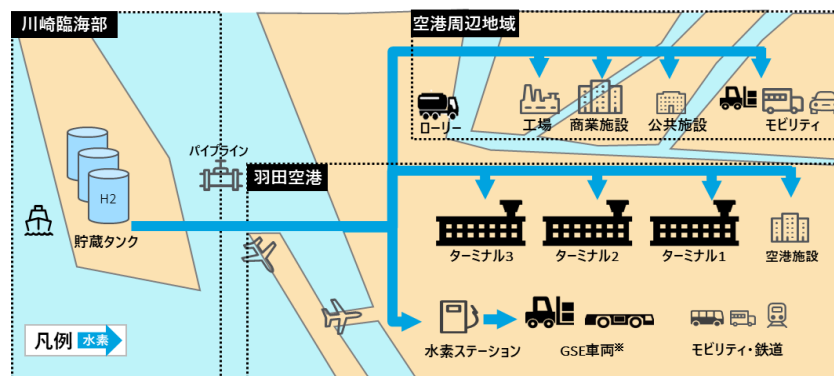 川崎臨海部
空港周辺地域
ローリー
工場
商業施設
公共施設
モビリティ
パイプライン
羽田空港
H2
貯蔵タンク
ターミナル3
ターミナル2
ターミナル1
空港施設
水素ステーション
GSE車両※
モビリティ・鉄道
凡例
水素